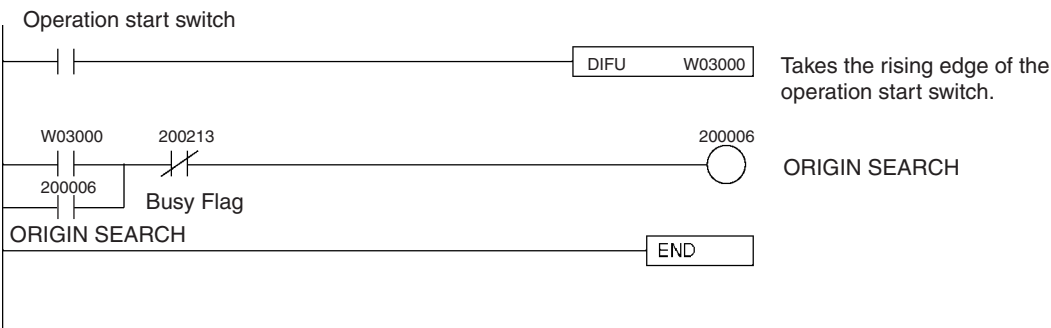 Operation start switch
DIFU W03000
Takes the rising edge of the
operation start switch.
W03000 200213 200006
ORIGIN SEARCH
200006
Busy Flag
ORIGIN SEARCH
END